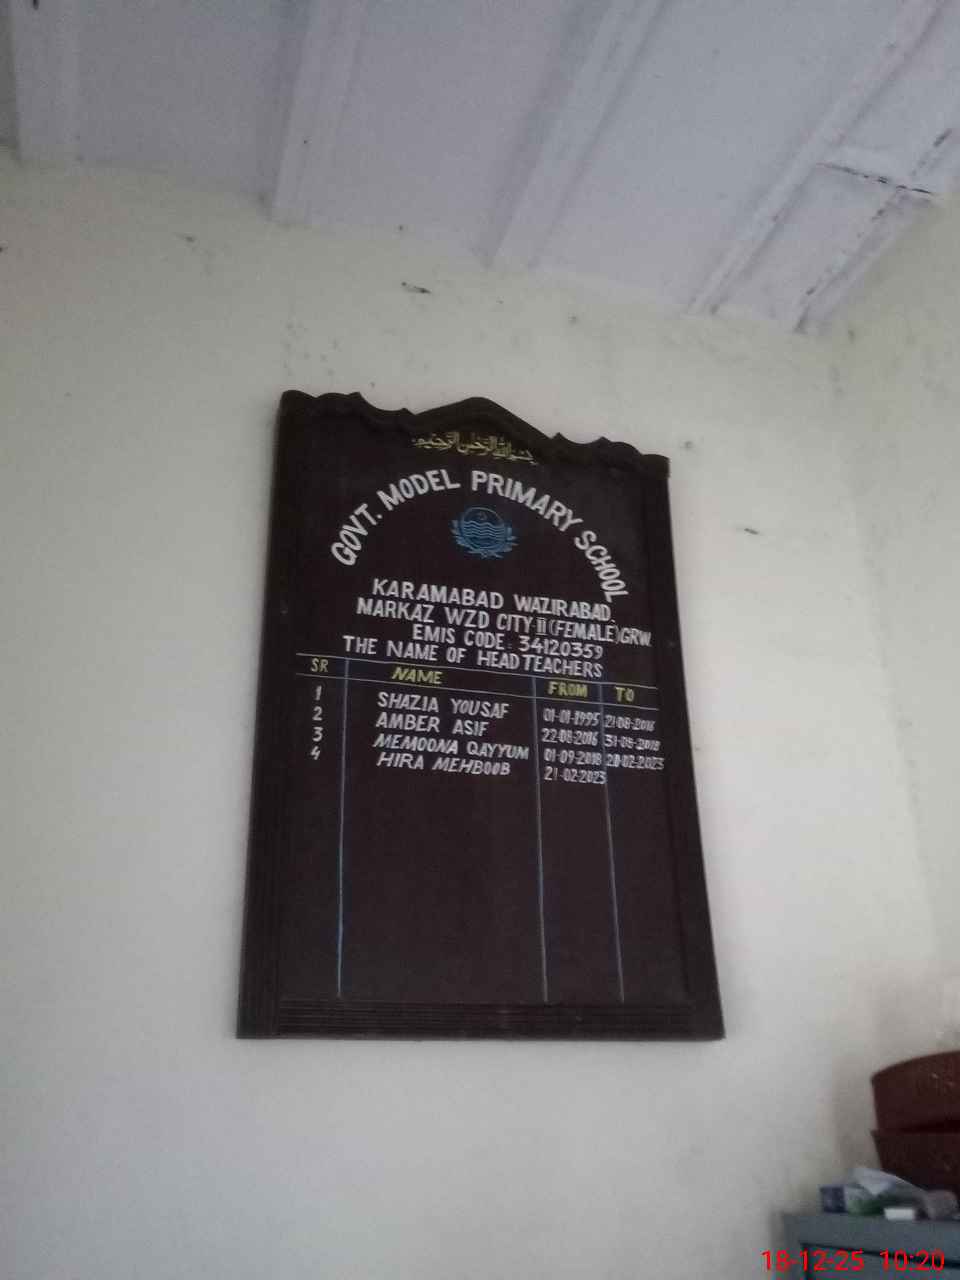 بسم الله الرحمن الرحيم
GOVT. MODEL PRIMARY SCHOOL
KARAMABAD WAZIRABAD.
MARKAZ WZD CITY-II (FEMALE) GRW.
EMIS CODE: 34120359
THE NAME OF HEAD TEACHERS
SR NAME FROM TO
1 SHAZIA YOUSAF 01-01-1995 21-08-2016
2 AMBER ASIF 22-08-2016 31-08-2018
3 MEMOONA QAYYUM 01-09-2018 20-02-2023
4 HIRA MEHBOOB 21-02-2023
18-12-25 10:20